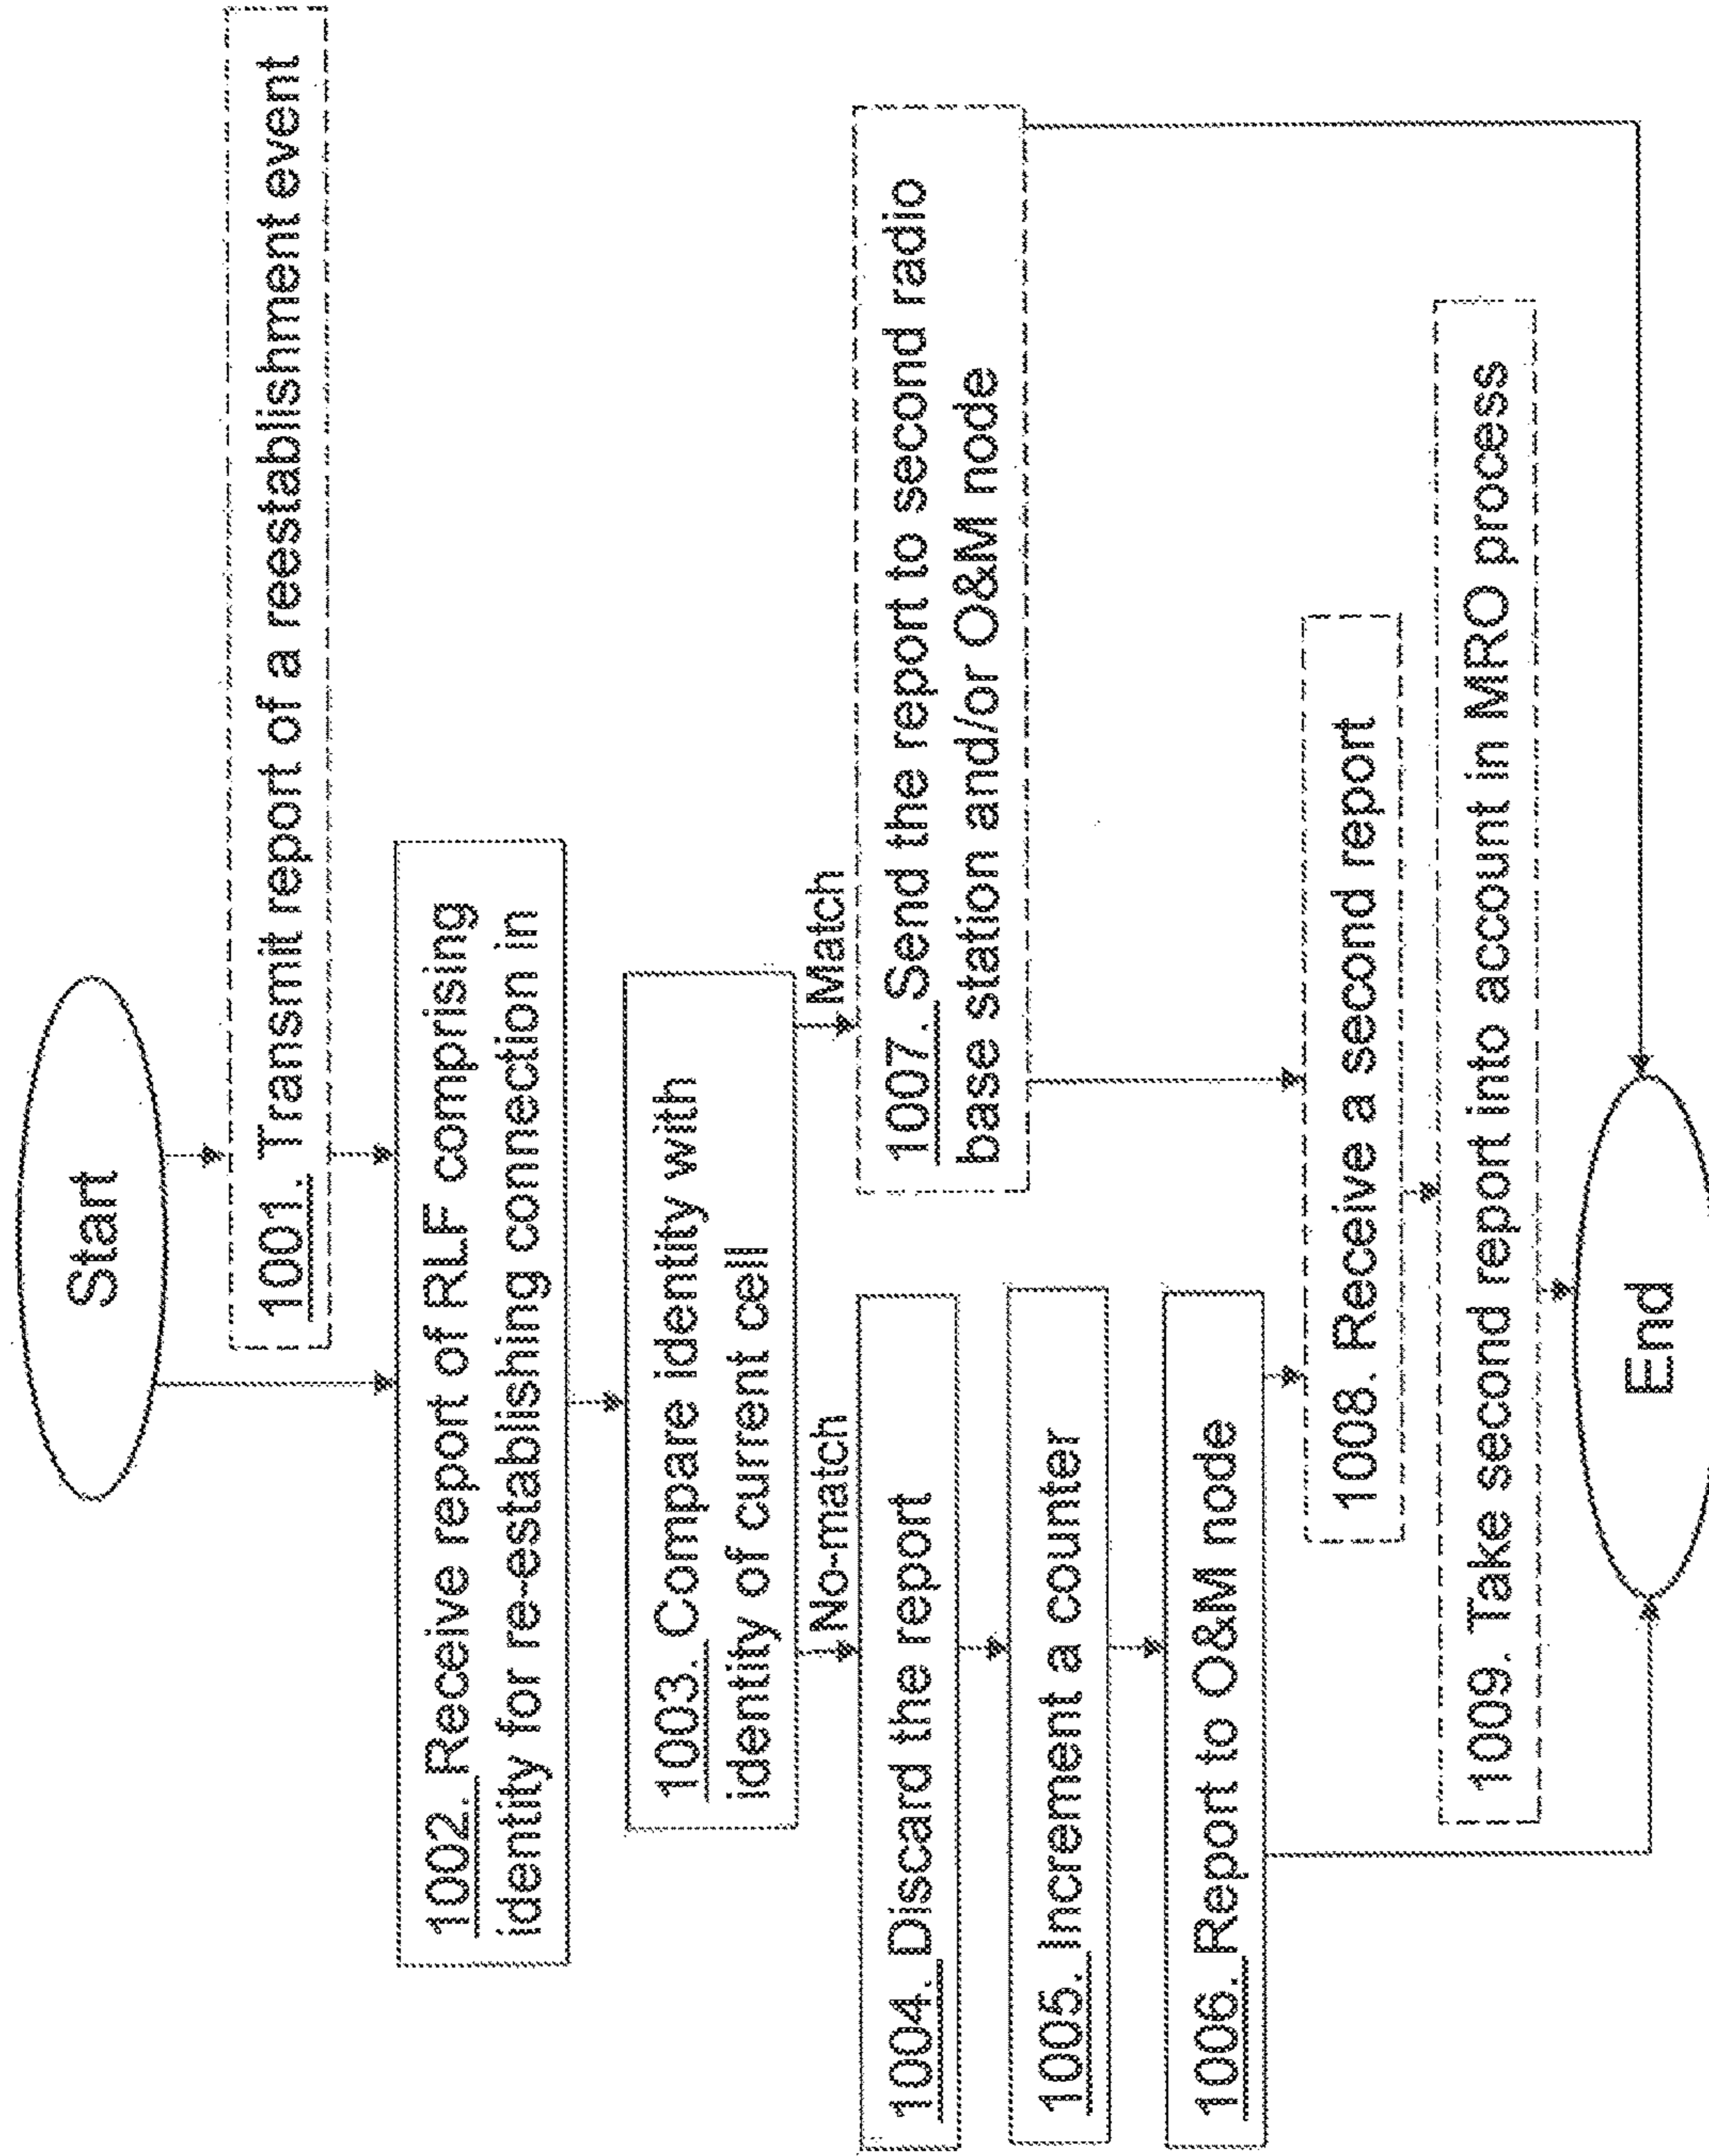 Start
1001. Transmit report of a reestablishment event
1002. Receive report of RLF comprising
identity for re-establishing connection in
1003. Compare identity with
identity of current cell
No-match
Match
1004. Discard the report
1005. Increment a counter
1006. Report to O&M node
1007. Send the report to second radio
base station and/or O&M node
1008. Receive a second report
1009. Take second report into account in MRO process
End